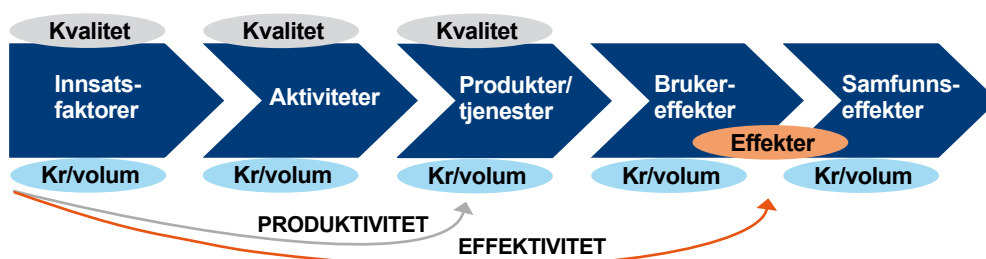 Kvalitet
Kvalitet
Kvalitet
Innsats-
faktorer
Aktiviteter
Produkter/
tjenester
Bruker-
effekter
Samfunns-
effekter
Effekter
Kr/volum
Kr/volum
Kr/volum
Kr/volum
Kr/volum
PRODUKTIVITET
EFFEKTIVITET